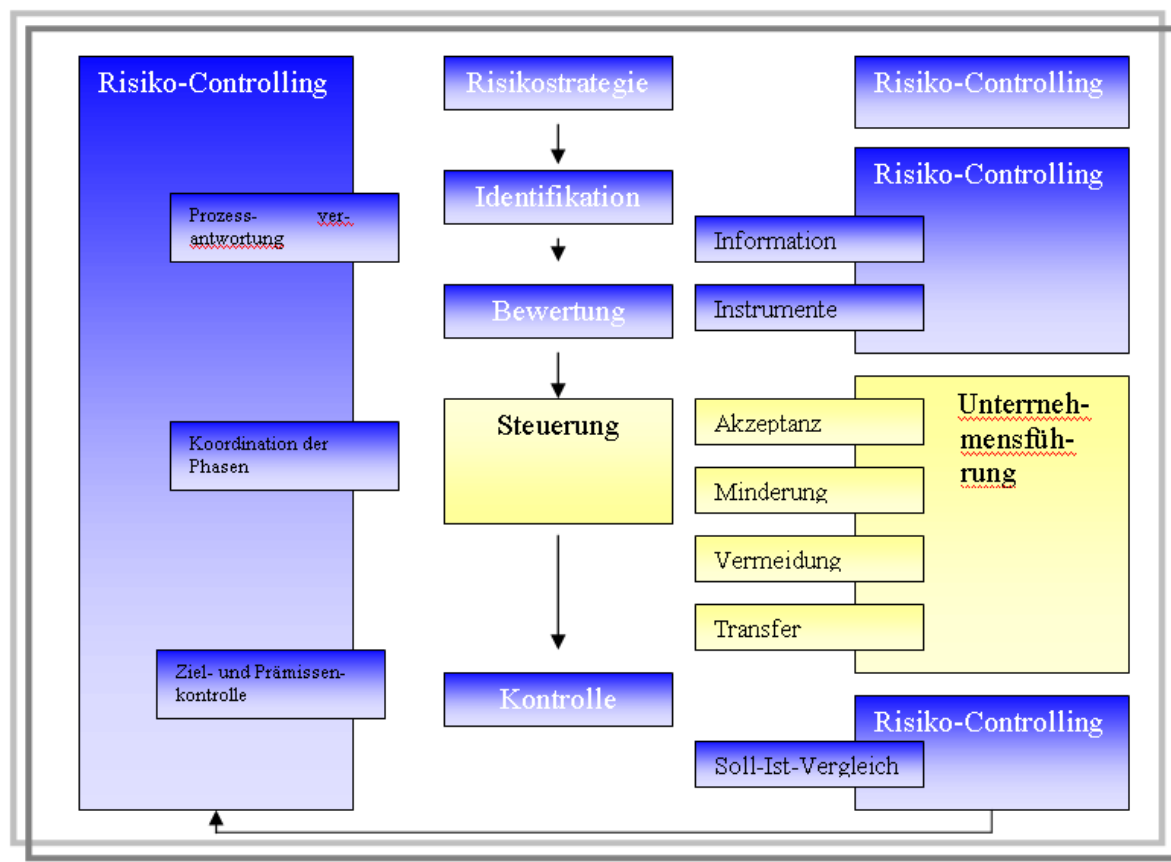 Risiko-Controlling
Prozess- ver-
antwortung
Koordination der
Phasen
Ziel- und Prämissen-
kontrolle
Risikostrategie
Identifikation
Bewertung
Steuerung
Kontrolle
Risiko-Controlling
Risiko-Controlling
Information
Instrumente
Unterrneh-
mensfüh-
rung
Akzeptanz
Minderung
Vermeidung
Transfer
Risiko-Controlling
Soll-Ist-Vergleich